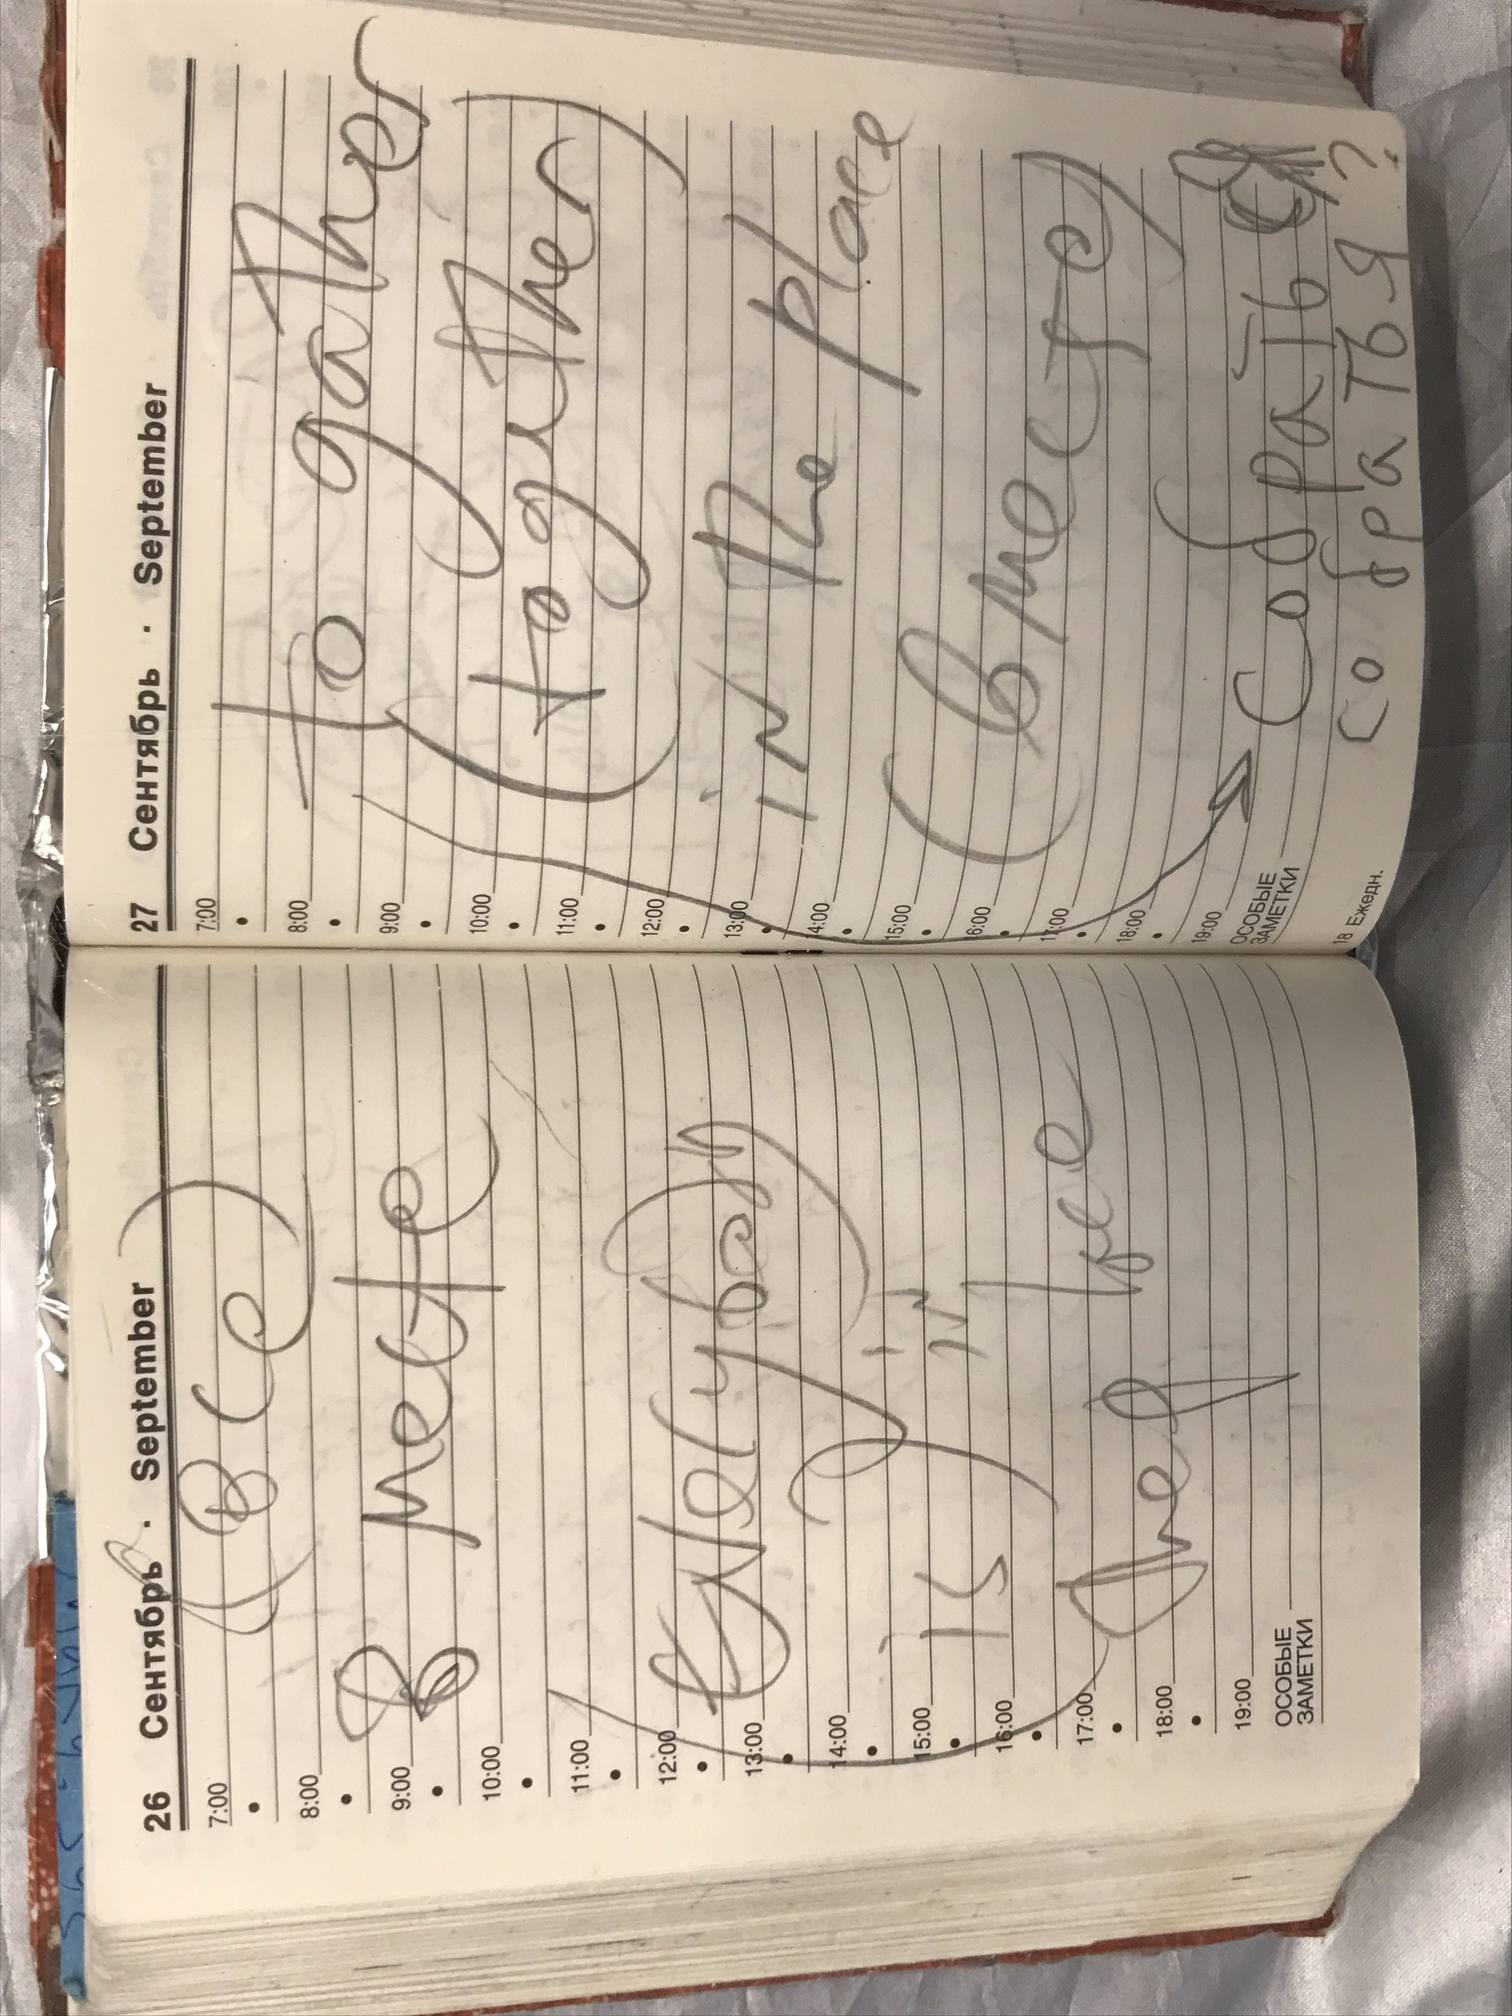 26 Сентябрь · September
7:00
(Все)
8:00
в месте
9:00
10:00
11:00
12:00
(Everybody)
13:00
14:00
15:00
is in
16:00
17:00
18:00
19:00
ОСОБЫЕ
ЗАМЕТКИ
27 Сентябрь · September
7:00
to gather
8:00
9:00
10:00
(together)
11:00
12:00
13:00
in the place
14:00
15:00
16:00
(вместе)
17:00
18:00
19:00
собрать
ОСОБЫЕ
ЗАМЕТКИ
собратья?
18 Ежедн.